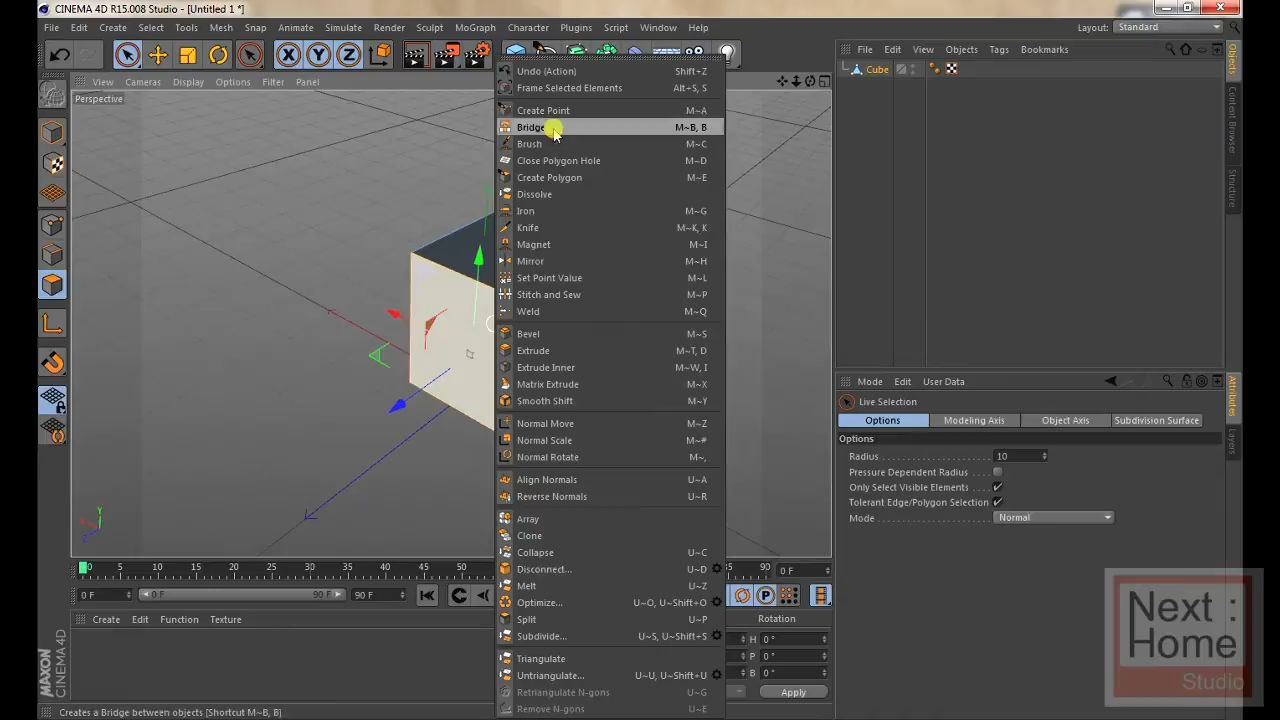 CINEMA 4D R15.008 Studio - [Untitled 1 *]
File Edit Create Select Tools Mesh Snap Animate Simulate Render Sculpt MoGraph Character Plugins Script Window Help
Layout: Standard
View Cameras Display Options Filter Panel
Perspective
Undo (Action) Shift+Z
Frame Selected Elements Alt+S, S
Create Point M~A
Bridge M~B, B
Brush M~C
Close Polygon Hole M~D
Create Polygon M~E
Dissolve
Iron M~G
Knife M~K, K
Magnet M~I
Mirror M~H
Set Point Value M~L
Stitch and Sew M~P
Weld M~Q
Bevel M~S
Extrude M~T, D
Extrude Inner M~W, I
Matrix Extrude M~X
Smooth Shift M~Y
Normal Move M~Z
Normal Scale M~#
Normal Rotate M~,
Align Normals U~A
Reverse Normals U~R
Array
Clone
Collapse U~C
Disconnect... U~D
Melt U~Z
Optimize... U~O, U~Shift+O
Split U~P
Subdivide... U~S, U~Shift+S
Triangulate
Untriangulate... U~U, U~Shift+U
Retriangulate N-gons U~G
Remove N-gons U~E
File Edit View Objects Tags Bookmarks
Cube
Objects
Content Browser
Structure
Mode Edit User Data
Live Selection
Options Modeling Axis Object Axis Subdivision Surface
Options
Radius 10
Pressure Dependent Radius
Only Select Visible Elements
Tolerant Edge/Polygon Selection
Mode Normal
Attributes
Layers
Y
X
Z
0 5 10 15 20 25 30 35 40 45 50
85 90 0 F
0 F 0 F 90 F 90 F
Create Edit Function Texture
Rotation
H 0 °
P 0 °
B 0 °
Apply
MAXON
CINEMA 4D
Creates a Bridge between objects [Shortcut M~B, B]
Next :
Home
Studio